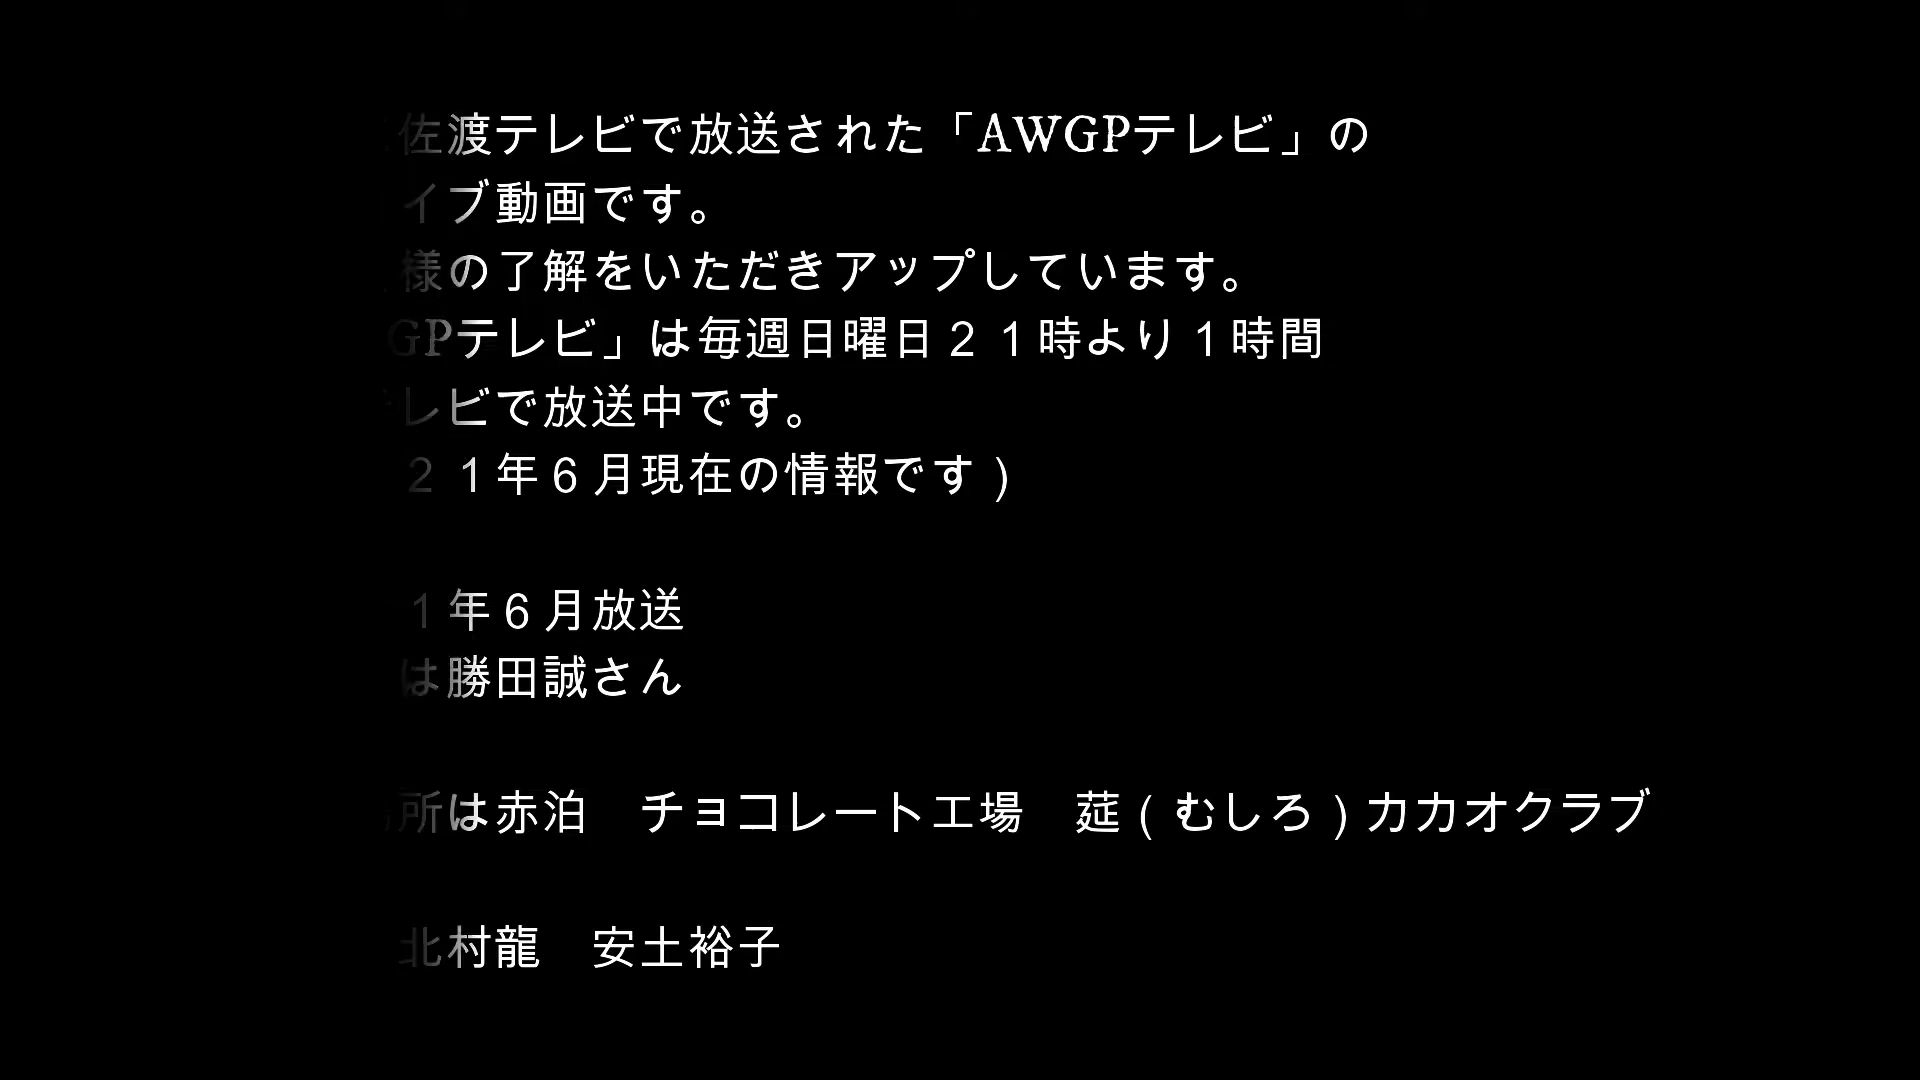 佐渡テレビで放送された「AWGPテレビ」の
イブ動画です。
様の了解をいただきアップしています。
GPテレビ」は毎週日曜日２１時より１時間
レビで放送中です。
２１年６月現在の情報です）
１年６月放送
は勝田誠さん
所は赤泊　チョコレート工場　莚（むしろ）カカオクラブ
北村龍　安土裕子